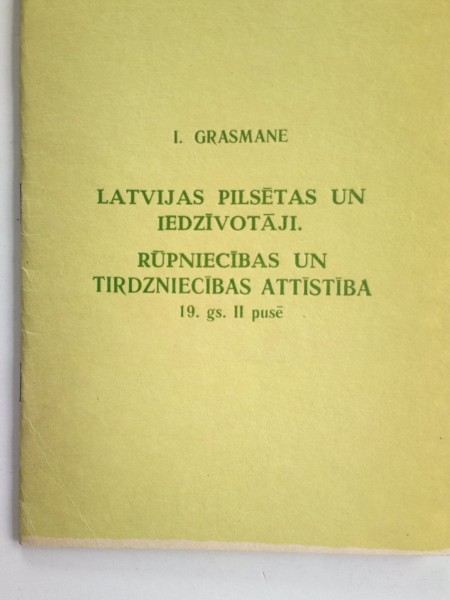 I. GRASMANE
LATVIJAS PILSĒTAS UN
IEDZĪVOTĀJI.
RŪPNIECĪBAS UN
TIRDZNIECĪBAS ATTĪSTĪBA
19. gs. II pusē